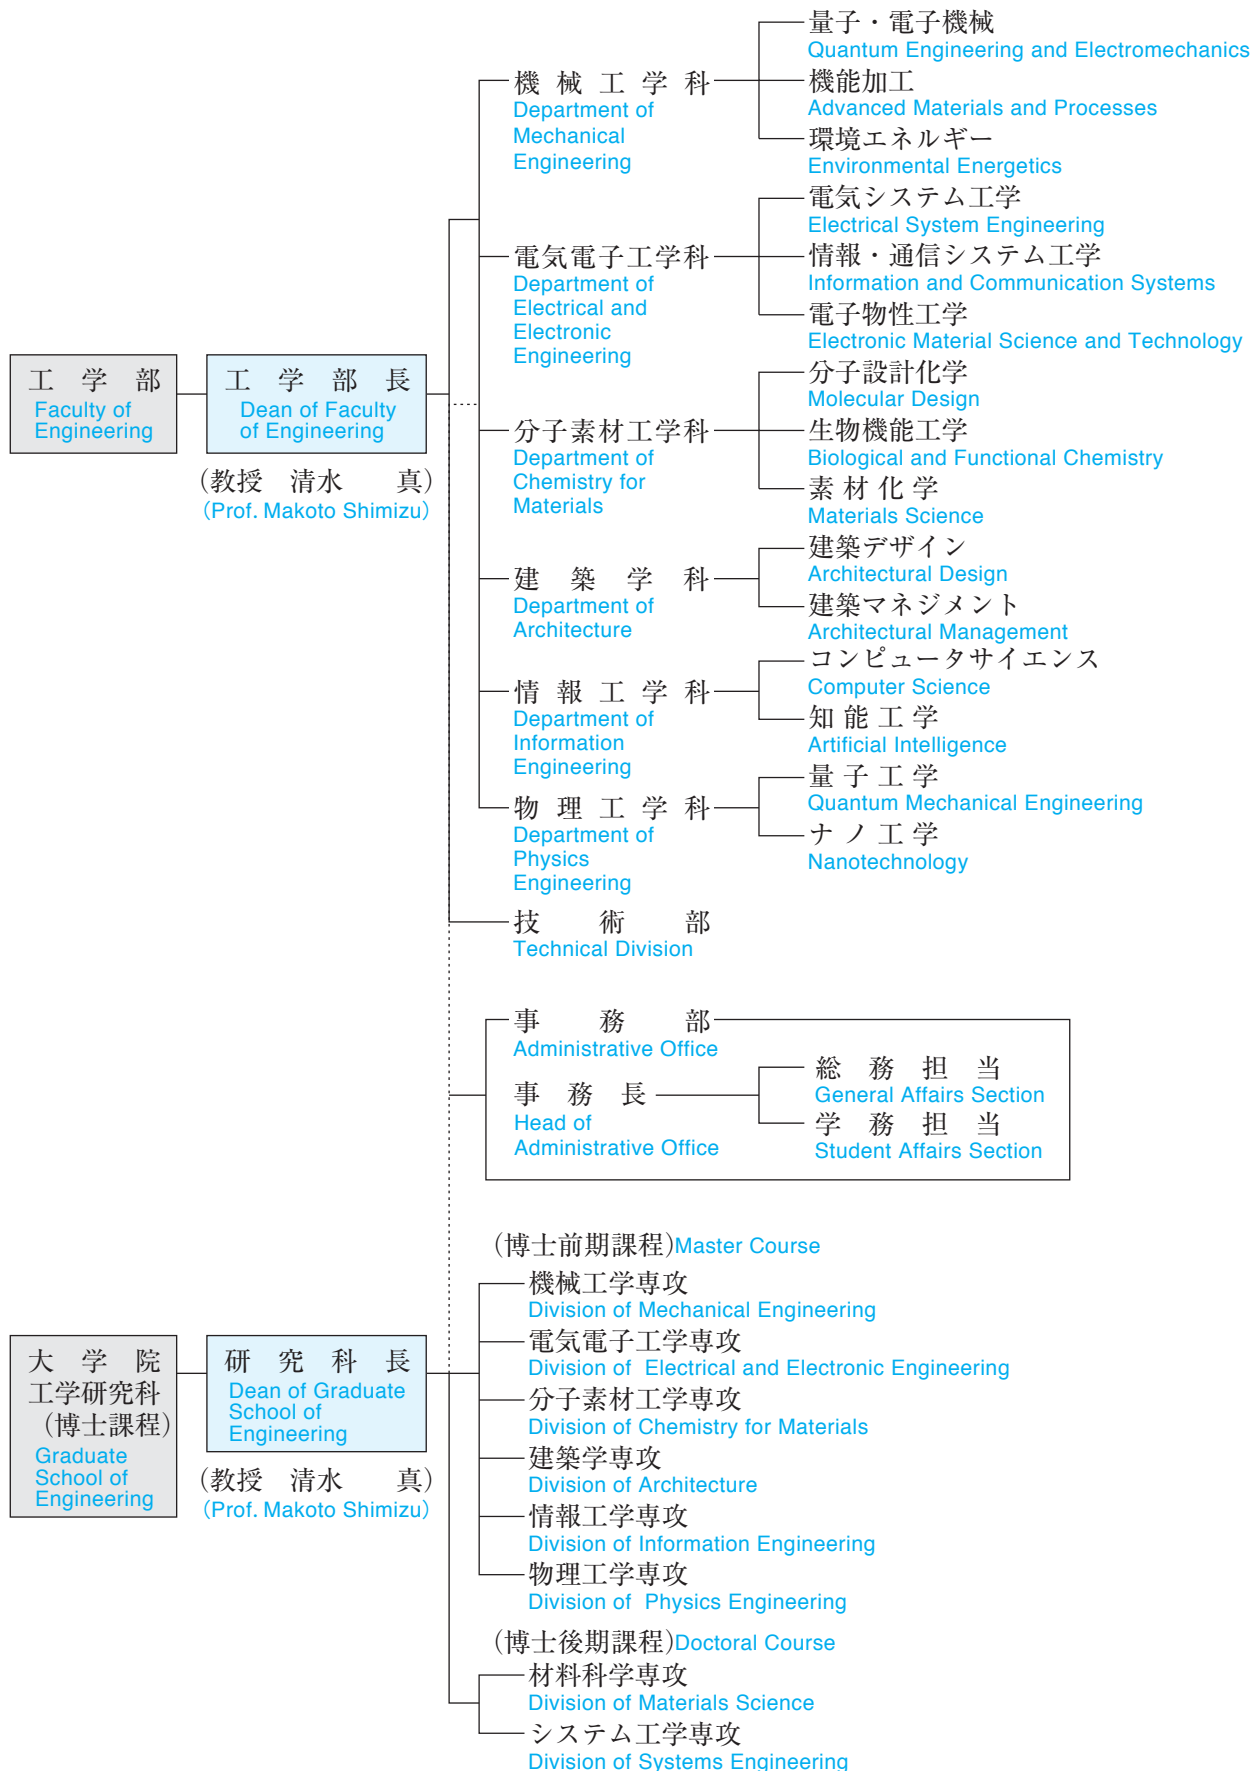 工学部
Faculty of
Engineering
工学部長
Dean of Faculty
of Engineering
(教授 清水 真)
(Prof. Makoto Shimizu)
機械工学科
Department of
Mechanical
Engineering
量子・電子機械
Quantum Engineering and Electromechanics
機能加工
Advanced Materials and Processes
環境エネルギー
Environmental Energetics
電気電子工学科
Department of
Electrical and
Electronic
Engineering
電気システム工学
Electrical System Engineering
情報・通信システム工学
Information and Communication Systems
電子物性工学
Electronic Material Science and Technology
分子素材工学科
Department of
Chemistry for
Materials
分子設計化学
Molecular Design
生物機能工学
Biological and Functional Chemistry
素材化学
Materials Science
建築学科
Department of
Architecture
建築デザイン
Architectural Design
建築マネジメント
Architectural Management
情報工学科
Department of
Information
Engineering
コンピュータサイエンス
Computer Science
知能工学
Artificial Intelligence
物理工学科
Department of
Physics
Engineering
量子工学
Quantum Mechanical Engineering
ナノ工学
Nanotechnology
技術部
Technical Division
事務部
Administrative Office
事務長
Head of
Administrative Office
総務担当
General Affairs Section
学務担当
Student Affairs Section
大学院
工学研究科
(博士課程)
Graduate
School of
Engineering
研究科長
Dean of Graduate
School of
Engineering
(教授 清水 真)
(Prof. Makoto Shimizu)
(博士前期課程)Master Course
機械工学専攻
Division of Mechanical Engineering
電気電子工学専攻
Division of Electrical and Electronic Engineering
分子素材工学専攻
Division of Chemistry for Materials
建築学専攻
Division of Architecture
情報工学専攻
Division of Information Engineering
物理工学専攻
Division of Physics Engineering
(博士後期課程)Doctoral Course
材料科学専攻
Division of Materials Science
システム工学専攻
Division of Systems Engineering